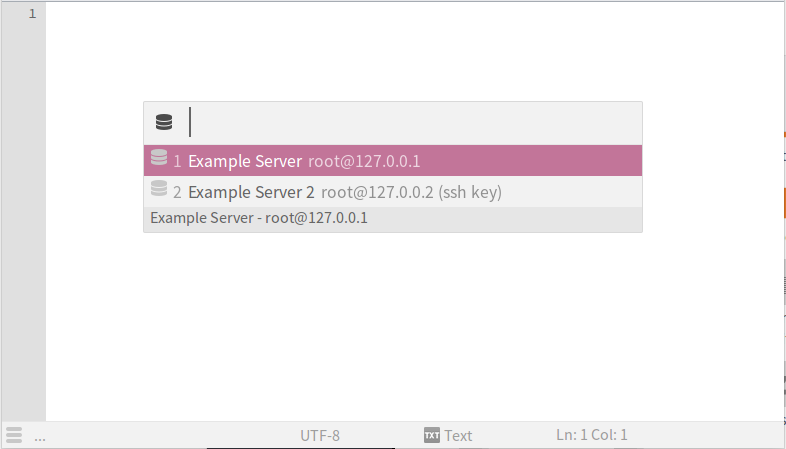 1
1 Example Server root@127.0.0.1
2 Example Server 2 root@127.0.0.2 (ssh key)
Example Server - root@127.0.0.1
... UTF-8 TXT Text Ln: 1 Col: 1